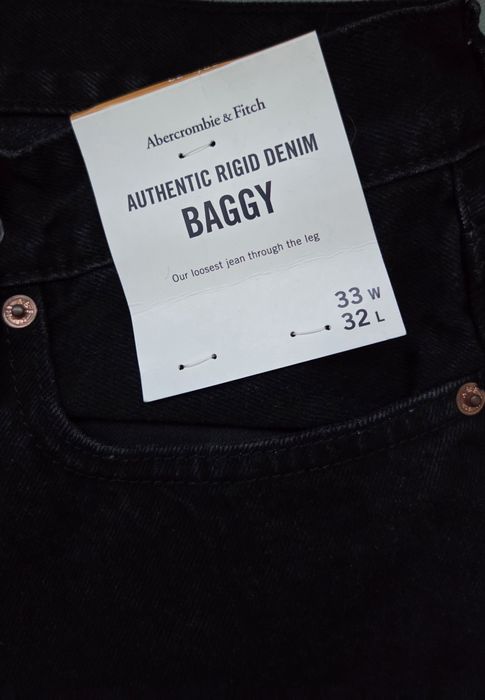 Abercrombie & Fitch
AUTHENTIC RIGID DENIM
BAGGY
Our loosest jean through the leg
33 W
32 L